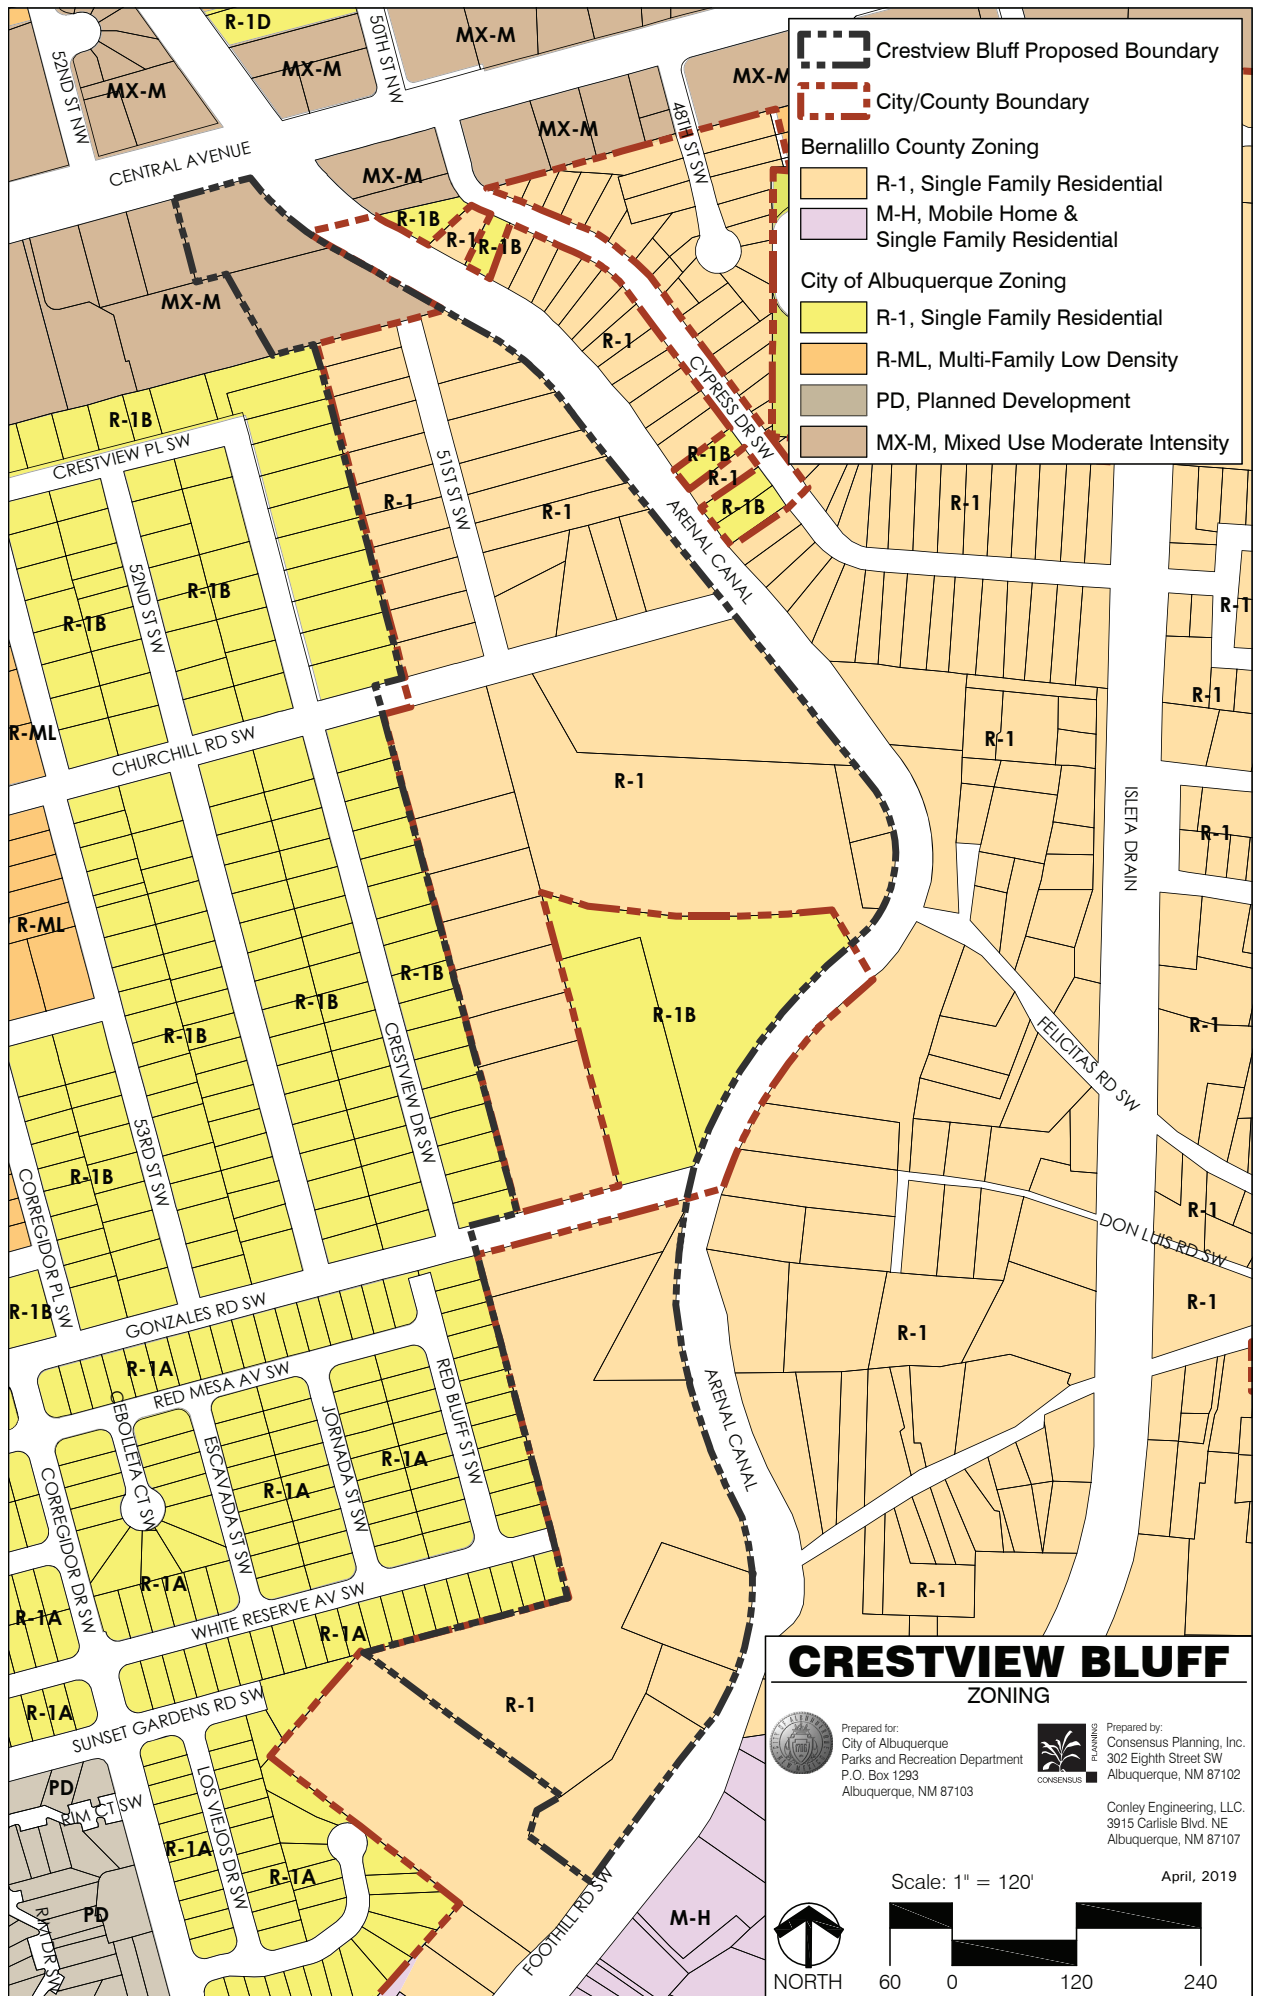 R-1D
50TH ST NW
MX-M
52ND ST NW
MX-M
MX-M
MX-M
48TH ST SW
MX-M
CENTRAL AVENUE
MX-M
R-1B
R-1
R-1B
MX-M
R-1
CYPRESS DR SW
R-1B
CRESTVIEW PL SW
R-1B
R-1
R-1B
51ST ST SW
R-1
R-1
R-1
ARENAL CANAL
52ND ST SW
R-1B
R-1B
R-1
R-1
R-ML
CHURCHILL RD SW
R-1
R-1
ISLETA DRAIN
R-1
R-ML
R-1B
R-1B
R-1B
R-1B
R-1
CRESTVIEW DR SW
FELICITAS RD SW
53RD ST SW
R-1B
CORREGIDOR PL SW
R-1
DON LUIS RD SW
R-1B
GONZALES RD SW
R-1
R-1
R-1A
RED MESA AV SW
CEBOLLETA CT SW
RED BLUFF ST SW
ARENAL CANAL
JORNADA ST SW
ESCAVADA ST SW
R-1A
R-1A
CORREGIDOR DR SW
R-1A
R-1
R-1A
WHITE RESERVE AV SW
R-1A
R-1A
SUNSET GARDENS RD SW
R-1
PD
RIM CT SW
LOS VIEJOS DR SW
R-1A
R-1A
PD
RIM DR SW
M-H
FOOTHILL RD SW
Crestview Bluff Proposed Boundary
City/County Boundary
Bernalillo County Zoning
R-1, Single Family Residential
M-H, Mobile Home &
Single Family Residential
City of Albuquerque Zoning
R-1, Single Family Residential
R-ML, Multi-Family Low Density
PD, Planned Development
MX-M, Mixed Use Moderate Intensity
CRESTVIEW BLUFF
ZONING
Prepared for:
City of Albuquerque
Parks and Recreation Department
P.O. Box 1293
Albuquerque, NM 87103
CONSENSUS
PLANNING
Prepared by:
Consensus Planning, Inc.
302 Eighth Street SW
Albuquerque, NM 87102
Conley Engineering, LLC.
3915 Carlisle Blvd. NE
Albuquerque, NM 87107
Scale: 1" = 120'
April, 2019
NORTH
60 0 120 240